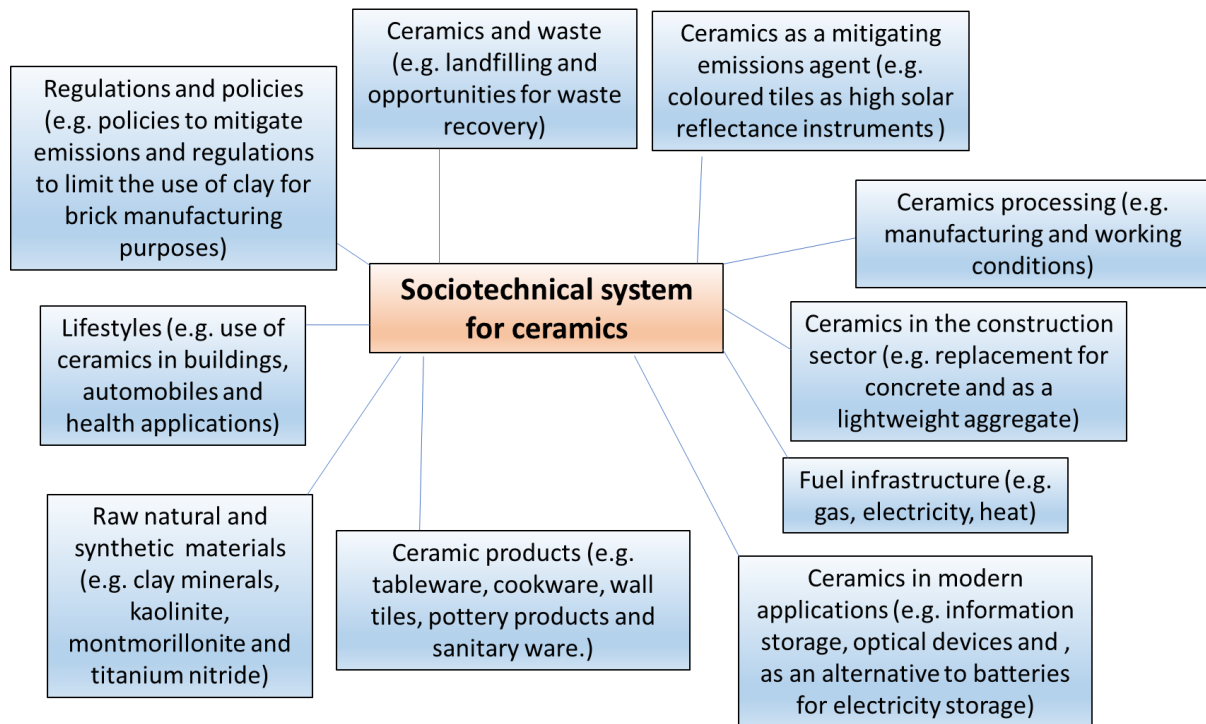 Ceramics and waste
(e.g. landfilling and
opportunities for waste
recovery)
Ceramics as a mitigating
emissions agent (e.g.
coloured tiles as high solar
reflectance instruments )
Regulations and policies
(e.g. policies to mitigate
emissions and regulations
to limit the use of clay for
brick manufacturing
purposes)
Ceramics processing (e.g.
manufacturing and working
conditions)
Sociotechnical system
for ceramics
Lifestyles (e.g. use of
ceramics in buildings,
automobiles and
health applications)
Ceramics in the construction
sector (e.g. replacement for
concrete and as a
lightweight aggregate)
Fuel infrastructure (e.g.
gas, electricity, heat)
Raw natural and
synthetic materials
(e.g. clay minerals,
kaolinite,
montmorillonite and
titanium nitride)
Ceramic products (e.g.
tableware, cookware, wall
tiles, pottery products and
sanitary ware.)
Ceramics in modern
applications (e.g. information
storage, optical devices and ,
as an alternative to batteries
for electricity storage)